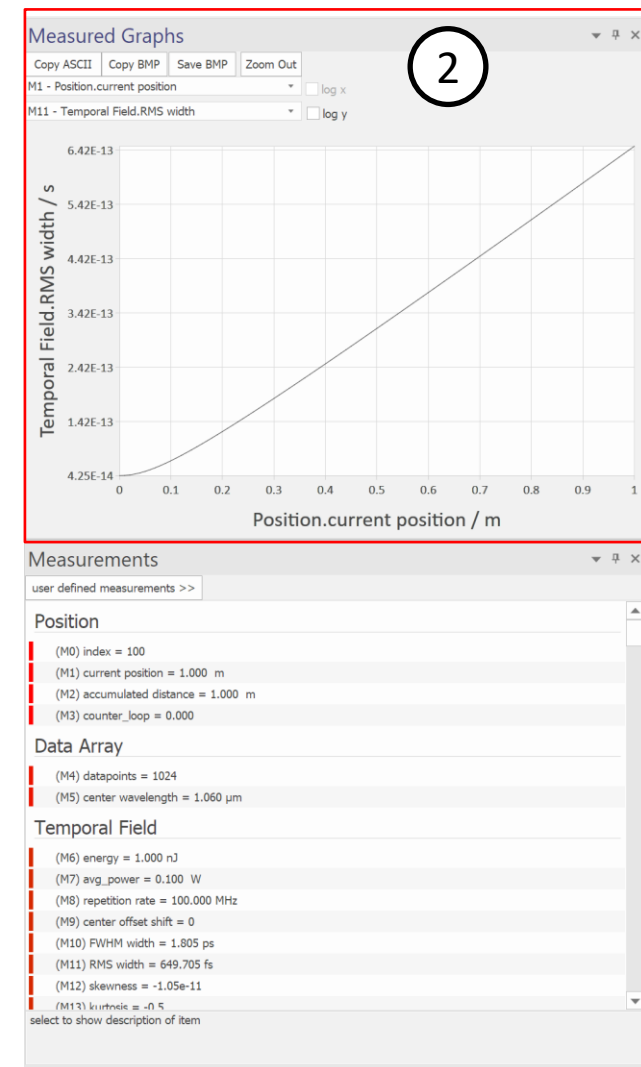 Measured Graphs
2
Copy ASCII Copy BMP Save BMP Zoom Out
M1 - Position.current position log x
M11 - Temporal Field.RMS width log y
Temporal Field.RMS width / s
6.42E-13
5.42E-13
4.42E-13
3.42E-13
2.42E-13
1.42E-13
4.25E-14
0 0.1 0.2 0.3 0.4 0.5 0.6 0.7 0.8 0.9 1
Position.current position / m
Measurements
user defined measurements >>
Position
(M0) index = 100
(M1) current position = 1.000 m
(M2) accumulated distance = 1.000 m
(M3) counter_loop = 0.000
Data Array
(M4) datapoints = 1024
(M5) center wavelength = 1.060 µm
Temporal Field
(M6) energy = 1.000 nJ
(M7) avg_power = 0.100 W
(M8) repetition rate = 100.000 MHz
(M9) center offset shift = 0
(M10) FWHM width = 1.805 ps
(M11) RMS width = 649.705 fs
(M12) skewness = -1.05e-11
(M13) kurtosis = -0.5
select to show description of item